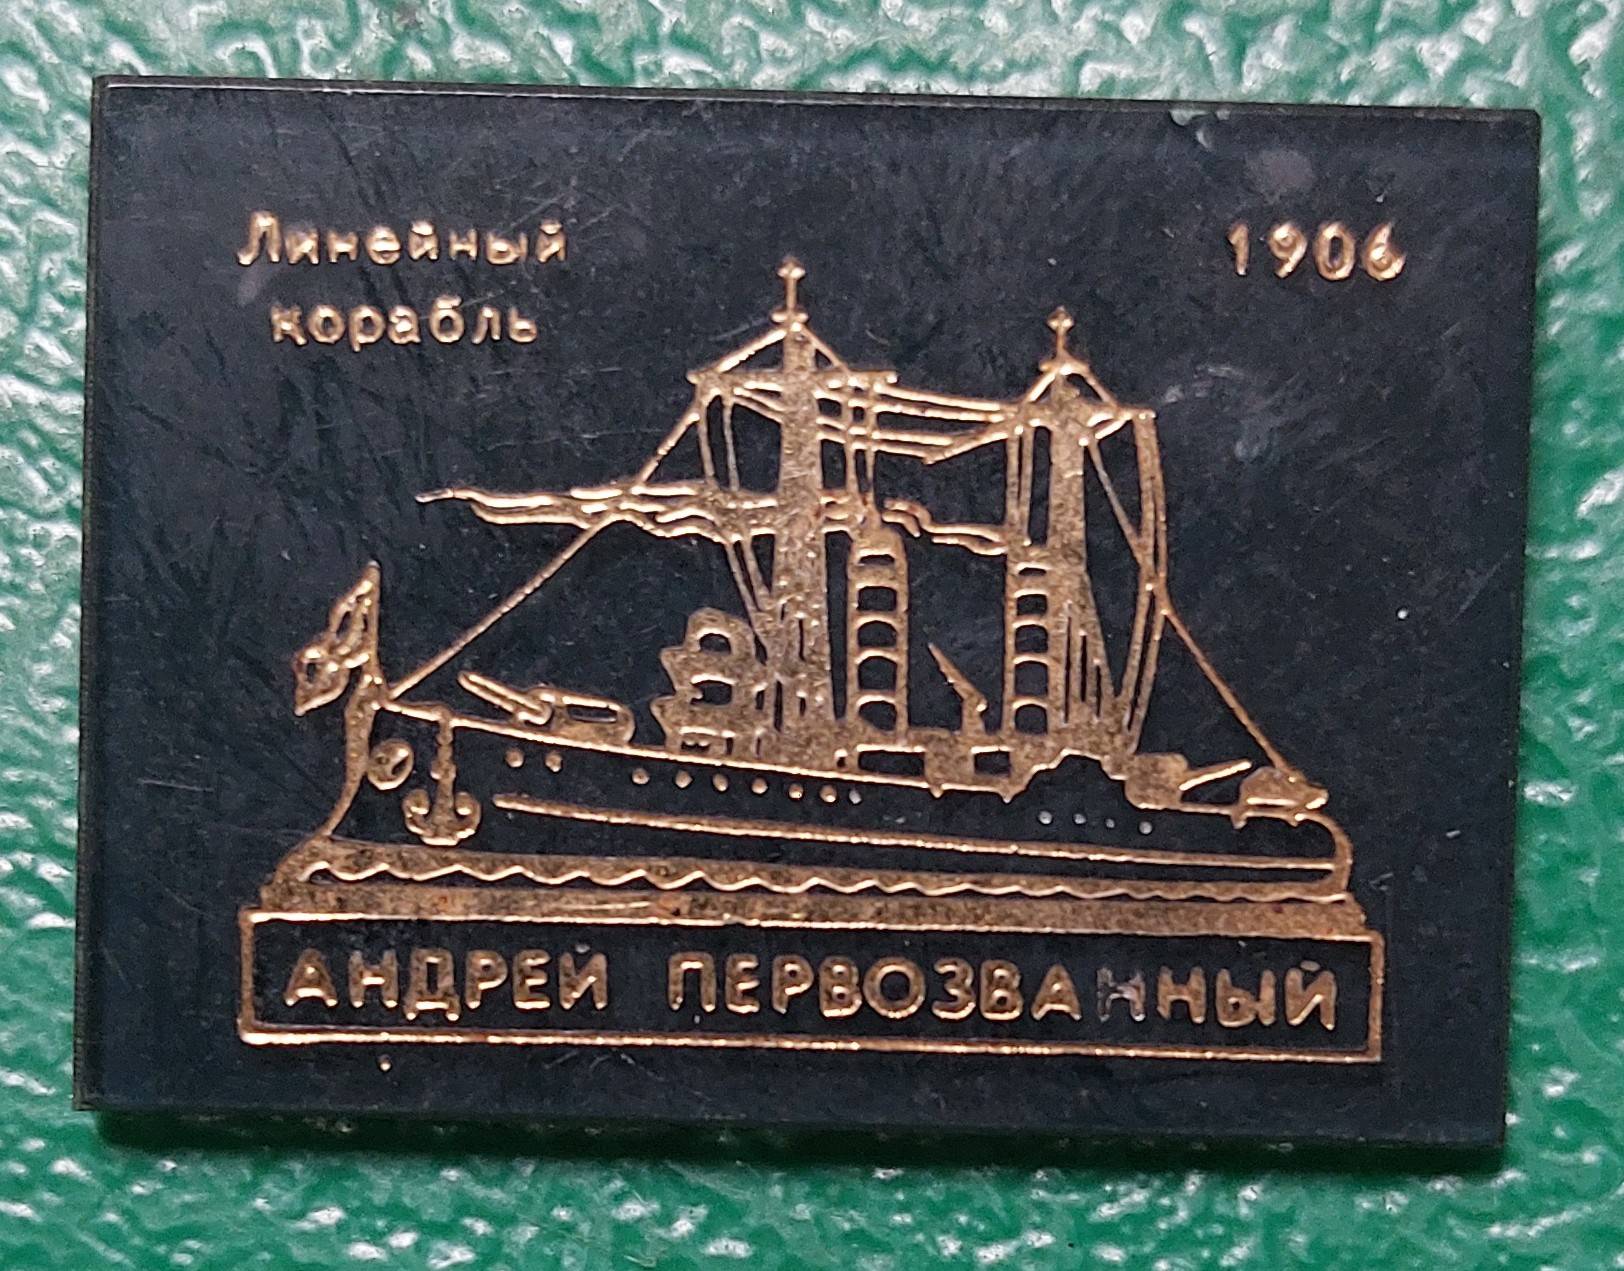 Линейный
корабль
1906
АНДРЕЙ ПЕРВОЗВАННЫЙ